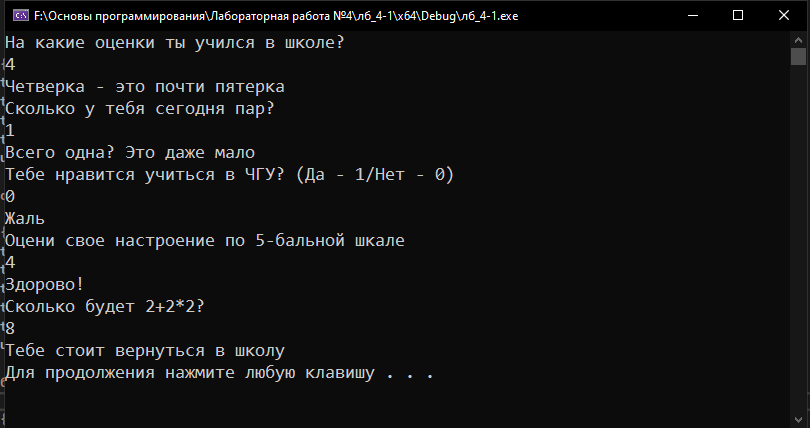 F:\Основы программирования\Лабораторная работа №4\лб_4-1\x64\Debug\лб_4-1.exe
На какие оценки ты учился в школе?
4
Четверка - это почти пятерка
Сколько у тебя сегодня пар?
1
Всего одна? Это даже мало
Тебе нравится учиться в ЧГУ? (Да - 1/Нет - 0)
0
Жаль
Оцени свое настроение по 5-бальной шкале
4
Здорово!
Сколько будет 2+2*2?
8
Тебе стоит вернуться в школу
Для продолжения нажмите любую клавишу . . .